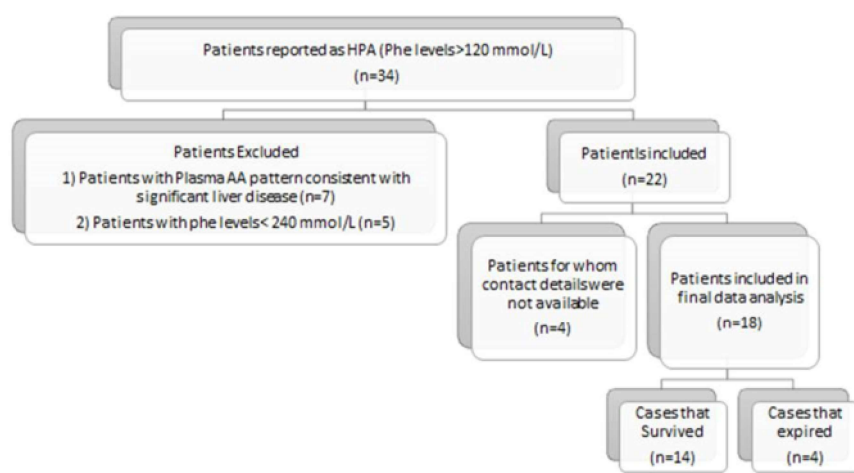 Patients reported as HPA (Phe levels>120 mmol/L)
(n=34)
Patients Excluded
1) Patients with Plasma AA pattern consistent with
significant liver disease (n=7)
2) Patients with phe levels< 240 mmol/L (n=5)
PatientIsincluded
(n=22)
Patients for whom
contact details were
not available
(n=4)
Patients included in
final data analysis
(n=18)
Cases that
Survived
(n=14)
Cases that
expired
(n=4)